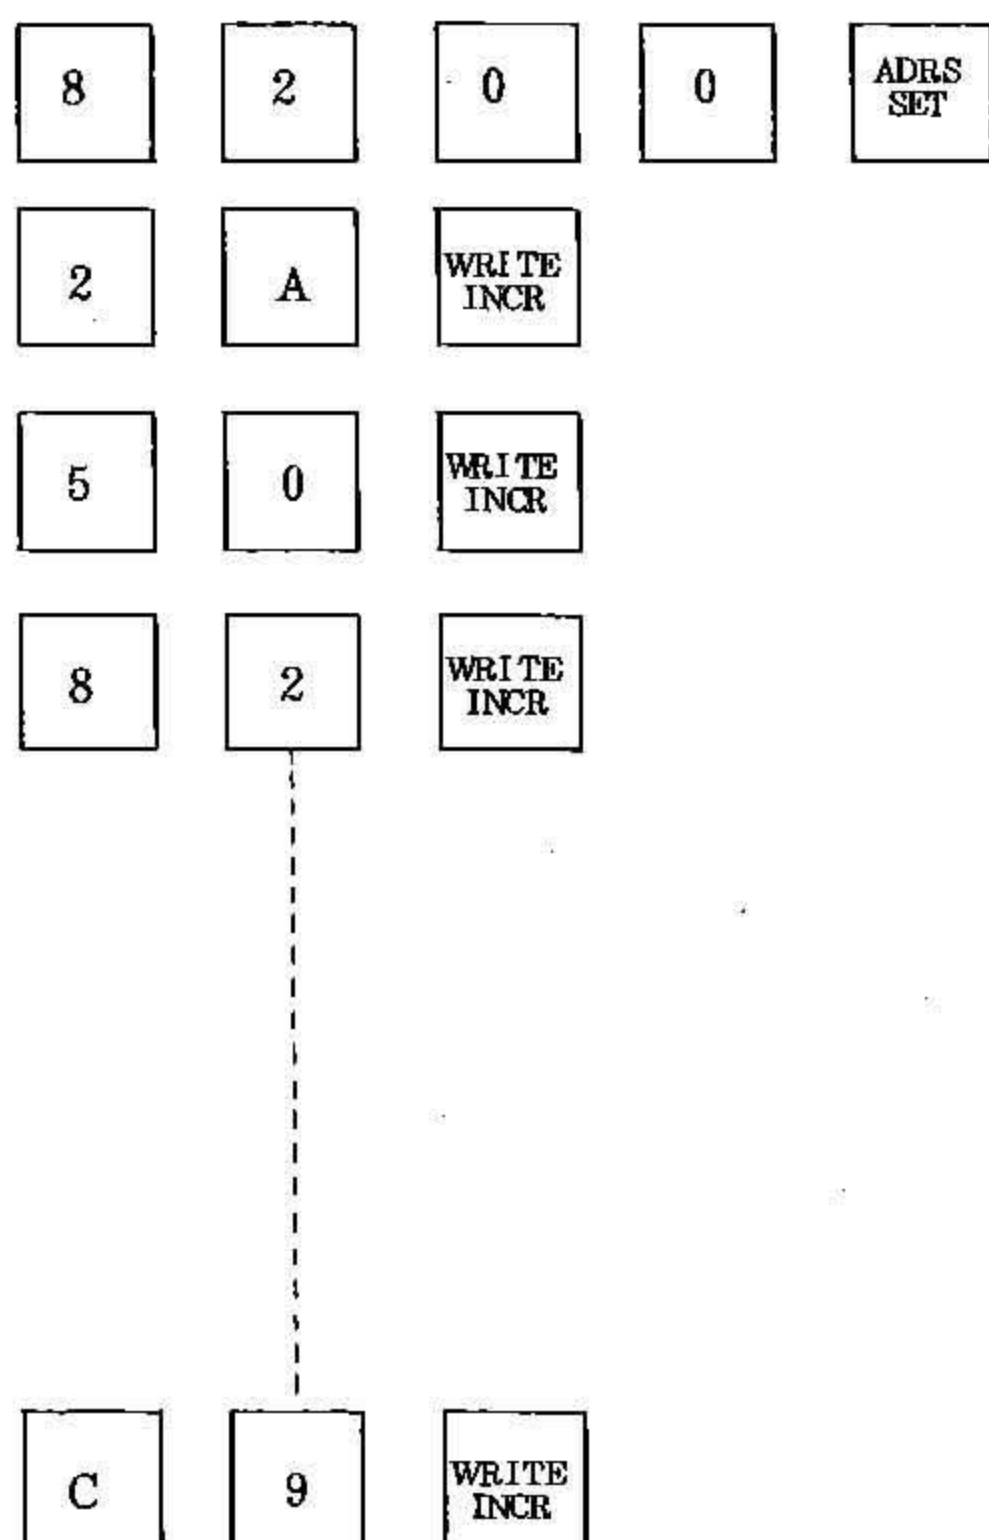 8 2 0 0 ADRS SET
2 A WRITE INCR
5 0 WRITE INCR
8 2 WRITE INCR
C 9 WRITE INCR